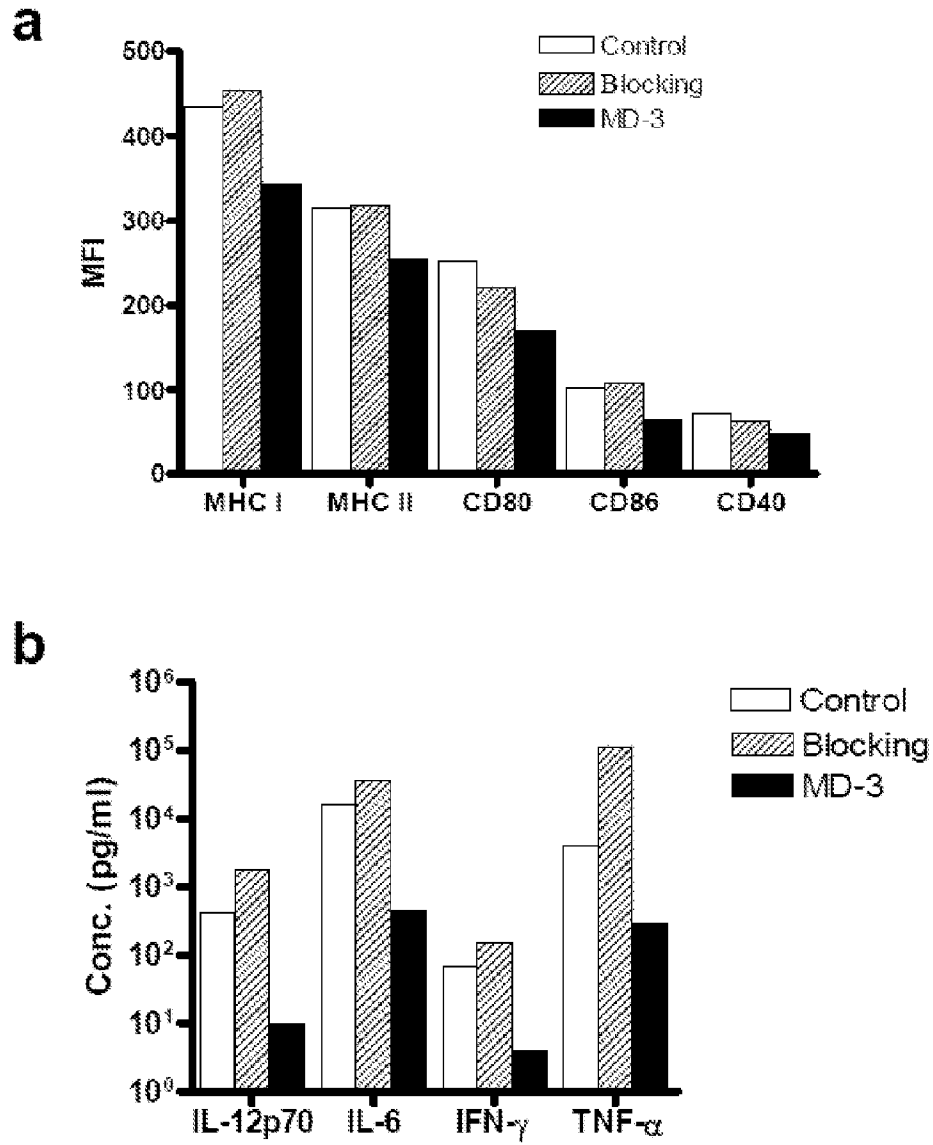 a
500
400
300
200
100
0
MFI
Control
Blocking
MD-3
MHC I MHC II CD80 CD86 CD40
b
10⁶
10⁵
10⁴
10³
10²
10¹
10⁰
Conc. (pg/ml)
Control
Blocking
MD-3
IL-12p70 IL-6 IFN-γ TNF-α